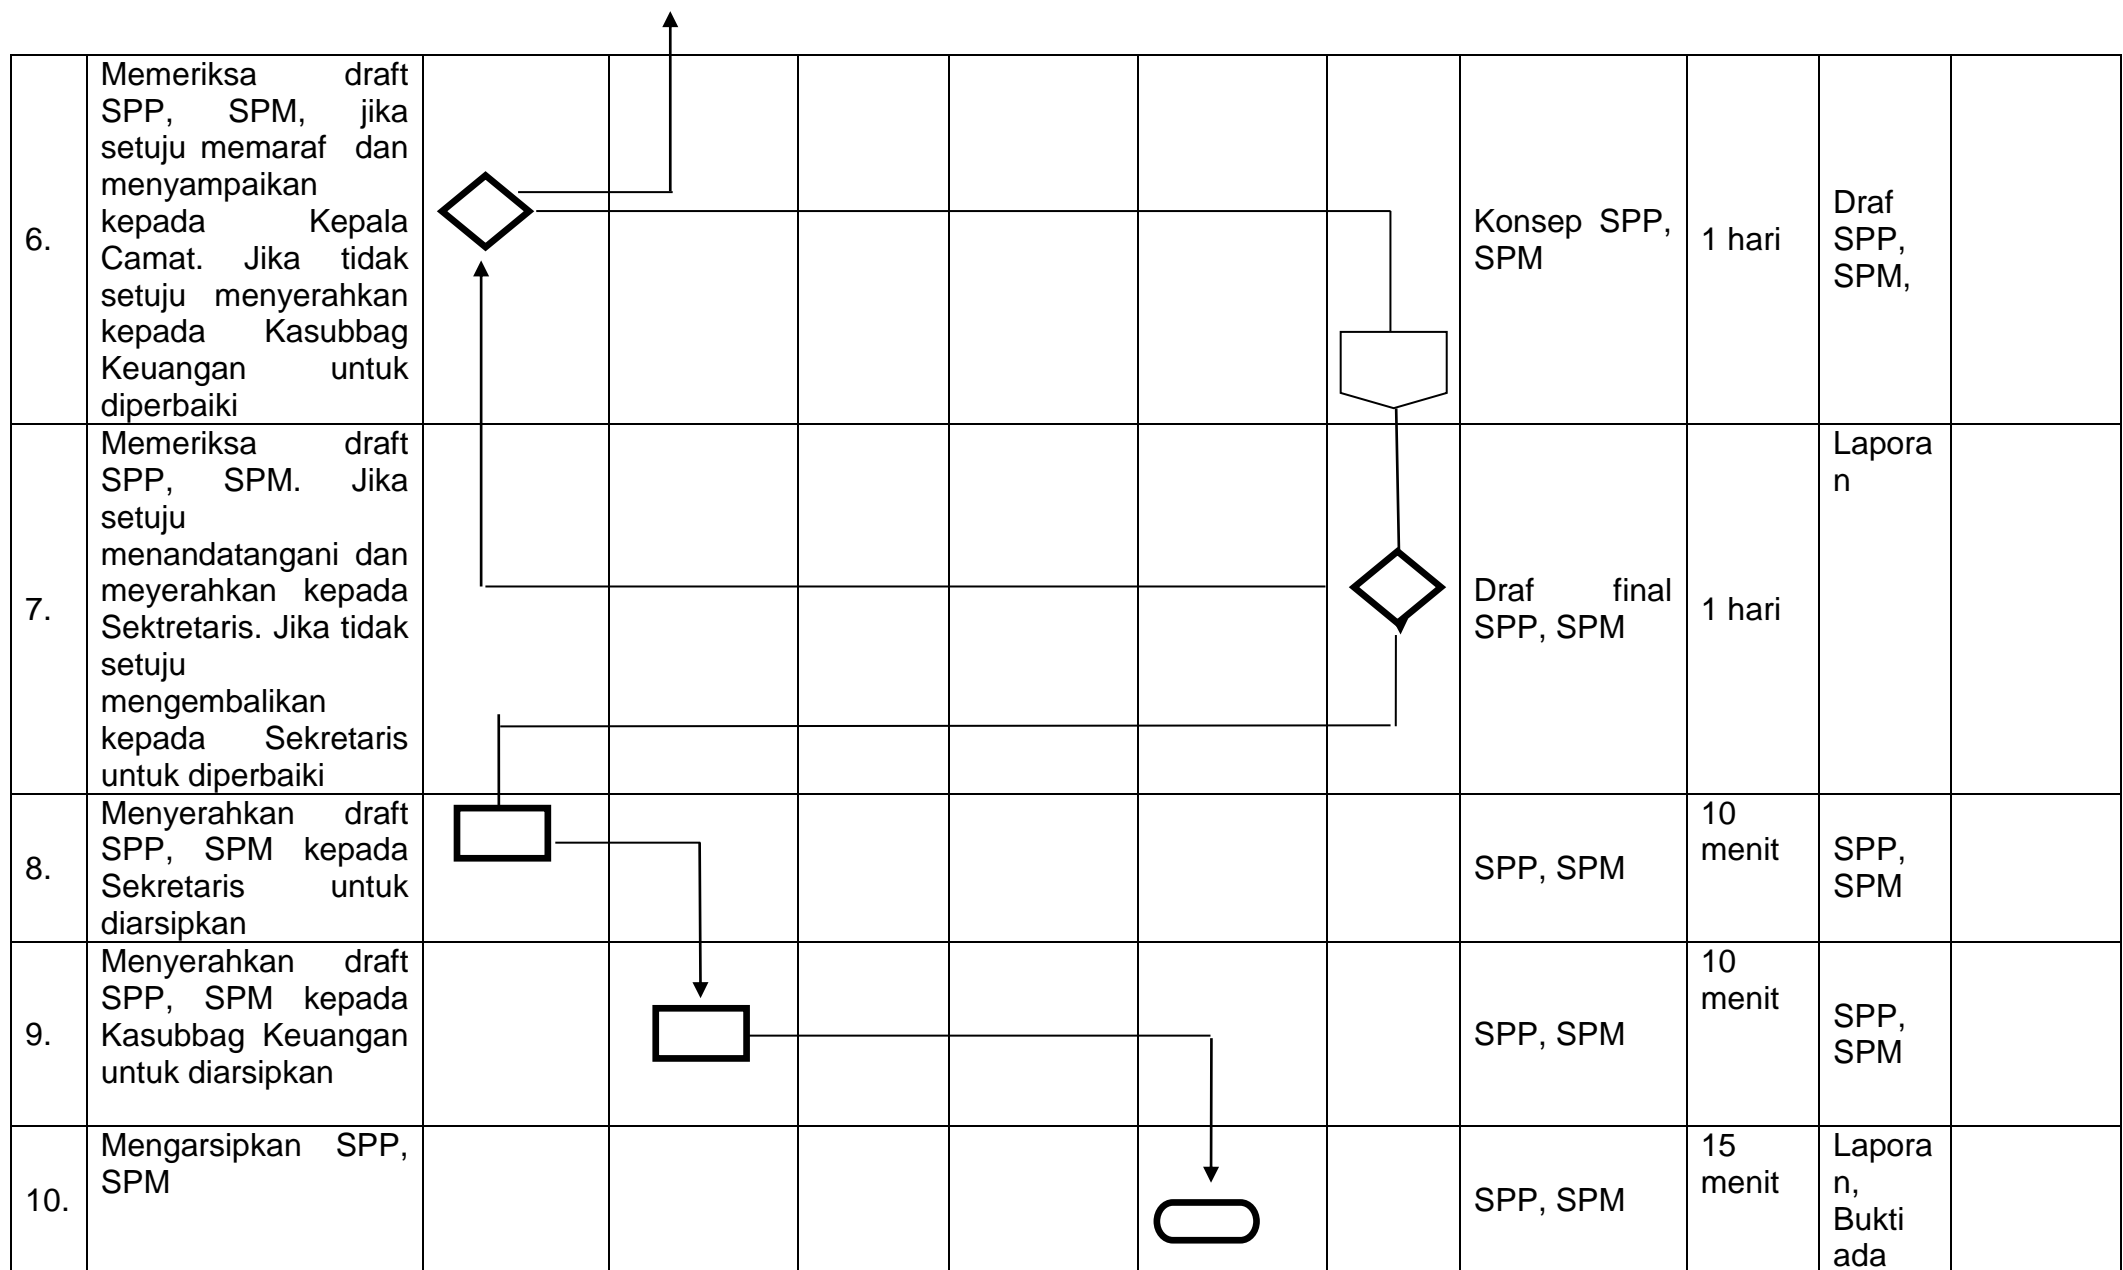 6.
Memeriksa draft
SPP, SPM, jika
setuju memaraf dan
menyampaikan
kepada Kepala
Camat. Jika tidak
setuju menyerahkan
kepada Kasubbag
Keuangan untuk
diperbaiki
Konsep SPP,
SPM
1 hari
Draf
SPP,
SPM,
7.
Memeriksa draft
SPP, SPM. Jika
setuju
menandatangani dan
meyerahkan kepada
Sektretaris. Jika tidak
setuju
mengembalikan
kepada Sekretaris
untuk diperbaiki
Draf final
SPP, SPM
1 hari
Lapora
n
8.
Menyerahkan draft
SPP, SPM kepada
Sekretaris untuk
diarsipkan
SPP, SPM
10
menit
SPP,
SPM
9.
Menyerahkan draft
SPP, SPM kepada
Kasubbag Keuangan
untuk diarsipkan
SPP, SPM
10
menit
SPP,
SPM
10.
Mengarsipkan SPP,
SPM
SPP, SPM
15
menit
Lapora
n,
Bukti
ada